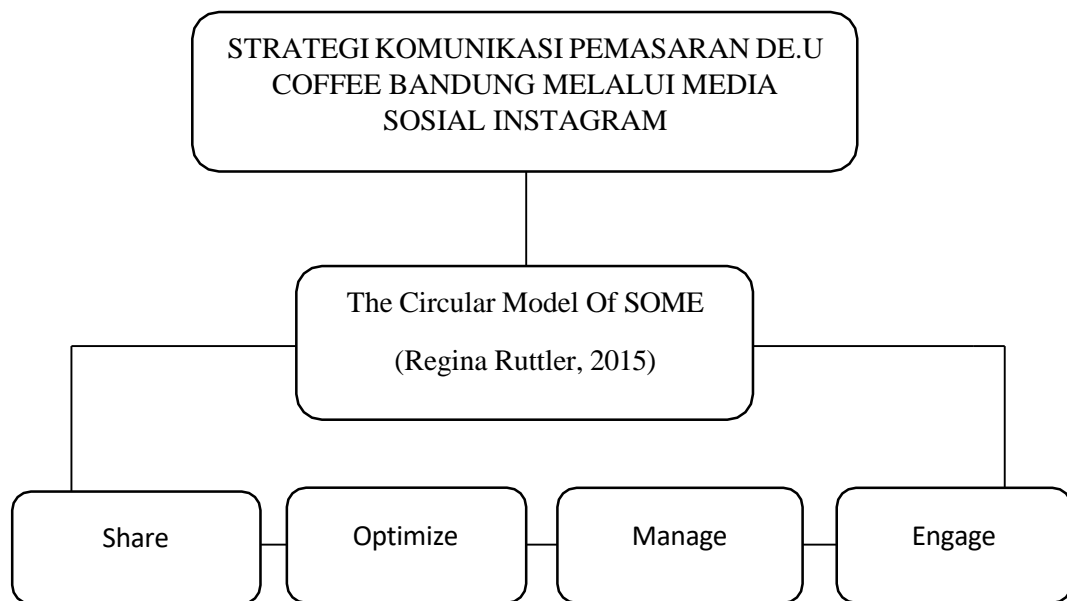 STRATEGI KOMUNIKASI PEMASARAN DE.U
COFFEE BANDUNG MELALUI MEDIA
SOSIAL INSTAGRAM
The Circular Model Of SOME
(Regina Ruttler, 2015)
Share
Optimize
Manage
Engage